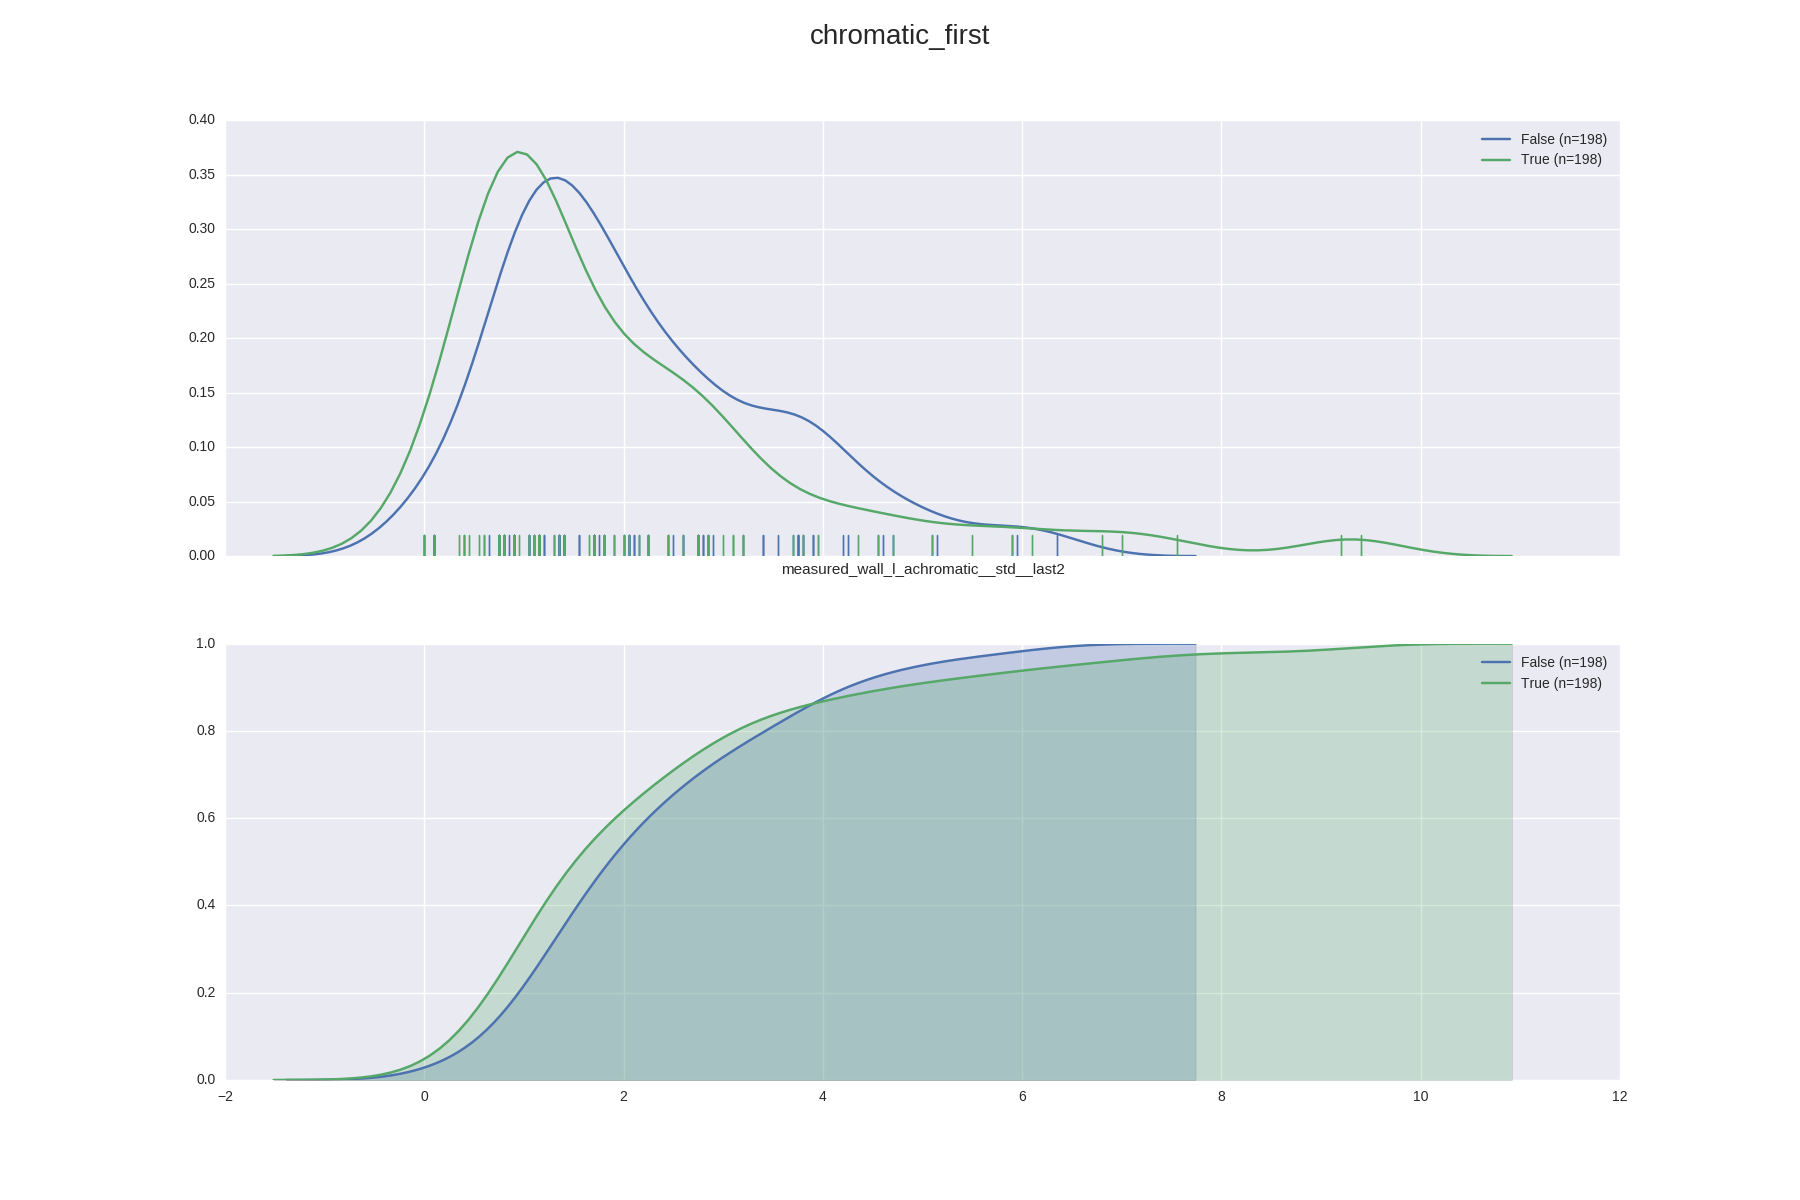 chromatic_first
0.40
0.35
0.30
0.25
0.20
0.15
0.10
0.05
0.00
False (n=198)
True (n=198)
measured_wall_l_achromatic__std__last2
1.0
0.8
0.6
0.4
0.2
0.0
False (n=198)
True (n=198)
−2 0 2 4 6 8 10 12